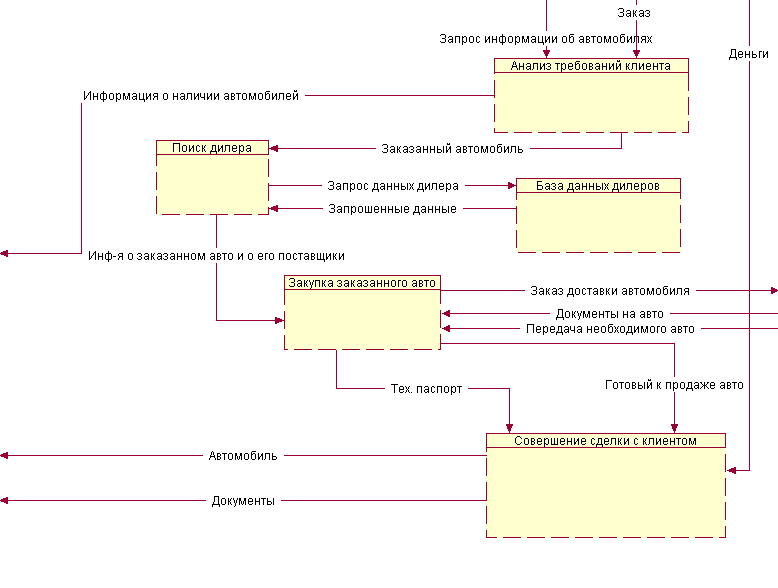 Заказ
Запрос информации об автомобилях
Деньги
Анализ требований клиента
Информация о наличии автомобилей
Поиск дилера
Заказанный автомобиль
Запрос данных дилера
База данных дилеров
Запрошенные данные
Инф-я о заказанном авто и о его поставщики
Закупка заказанного авто
Заказ доставки автомобиля
Документы на авто
Передача необходимого авто
Готовый к продаже авто
Тех. паспорт
Совершение сделки с клиентом
Автомобиль
Документы